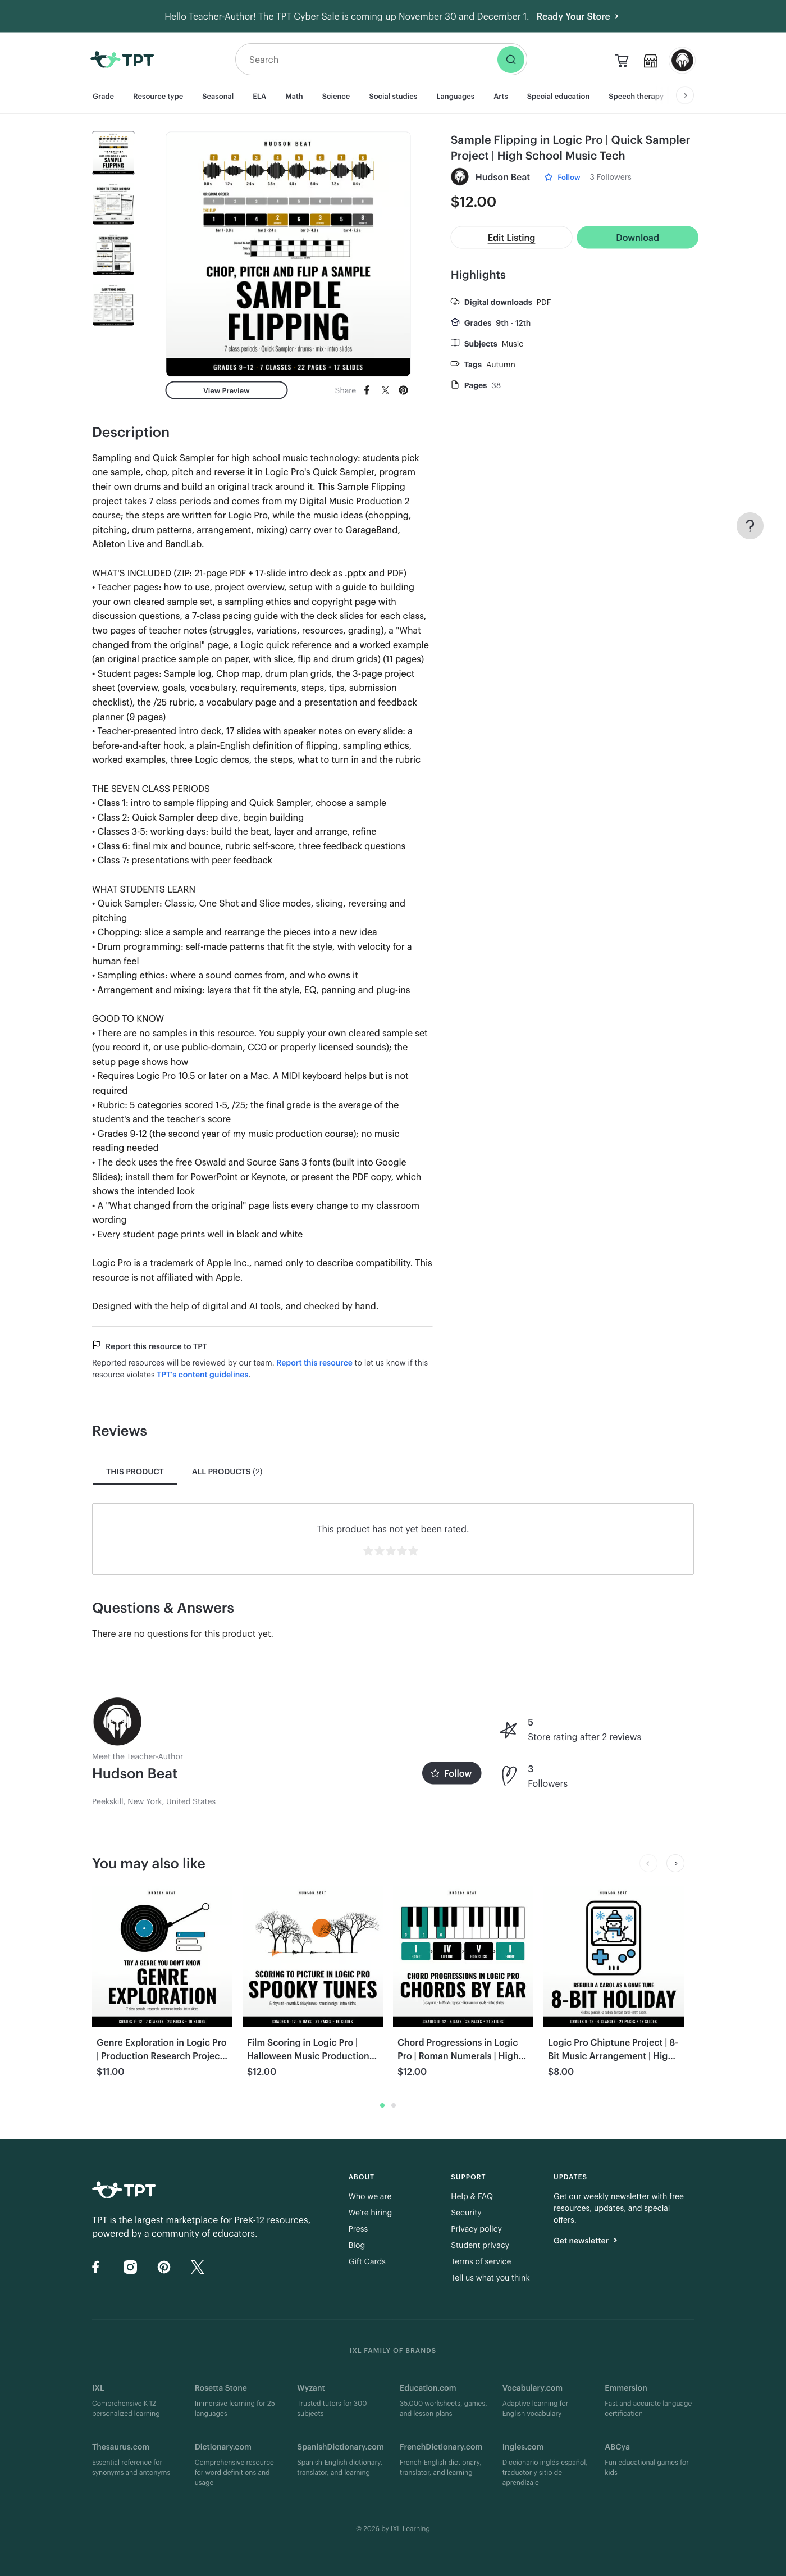 Hello Teacher-Author! The TPT Cyber Sale is coming up November 30 and December 1. Ready Your Store
TPT
Search
Grade Resource type Seasonal ELA Math Science Social studies Languages Arts Special education Speech therapy
HUDSON BEAT
CHOP, PITCH AND FLIP A SAMPLE
SAMPLE
FLIPPING
7 class periods · Quick Sampler · drums · mix · intro slides
GRADES 9–12 · 7 CLASSES · 22 PAGES + 17 SLIDES
View Preview
Share
Sample Flipping in Logic Pro | Quick Sampler
Project | High School Music Tech
Hudson Beat Follow 3 Followers
$12.00
Edit Listing Download
Highlights
Digital downloads PDF
Grades 9th - 12th
Subjects Music
Tags Autumn
Pages 38
Description
Sampling and Quick Sampler for high school music technology: students pick
one sample, chop, pitch and reverse it in Logic Pro's Quick Sampler, program
their own drums and build an original track around it. This Sample Flipping
project takes 7 class periods and comes from my Digital Music Production 2
course; the steps are written for Logic Pro, while the music ideas (chopping,
pitching, drum patterns, arrangement, mixing) carry over to GarageBand,
Ableton Live and BandLab.
WHAT'S INCLUDED (ZIP: 21-page PDF + 17-slide intro deck as .pptx and PDF)
• Teacher pages: how to use, project overview, setup with a guide to building
your own cleared sample set, a sampling ethics and copyright page with
discussion questions, a 7-class pacing guide with the deck slides for each class,
two pages of teacher notes (struggles, variations, resources, grading), a "What
changed from the original" page, a Logic quick reference and a worked example
(an original practice sample on paper, with slice, flip and drum grids) (11 pages)
• Student pages: Sample log, Chop map, drum plan grids, the 3-page project
sheet (overview, goals, vocabulary, requirements, steps, tips, submission
checklist), the /25 rubric, a vocabulary page and a presentation and feedback
planner (9 pages)
• Teacher-presented intro deck, 17 slides with speaker notes on every slide: a
before-and-after hook, a plain-English definition of flipping, sampling ethics,
worked examples, three Logic demos, the steps, what to turn in and the rubric
THE SEVEN CLASS PERIODS
• Class 1: intro to sample flipping and Quick Sampler, choose a sample
• Class 2: Quick Sampler deep dive, begin building
• Classes 3-5: working days: build the beat, layer and arrange, refine
• Class 6: final mix and bounce, rubric self-score, three feedback questions
• Class 7: presentations with peer feedback
WHAT STUDENTS LEARN
• Quick Sampler: Classic, One Shot and Slice modes, slicing, reversing and
pitching
• Chopping: slice a sample and rearrange the pieces into a new idea
• Drum programming: self-made patterns that fit the style, with velocity for a
human feel
• Sampling ethics: where a sound comes from, and who owns it
• Arrangement and mixing: layers that fit the style, EQ, panning and plug-ins
GOOD TO KNOW
• There are no samples in this resource. You supply your own cleared sample set
(you record it, or use public-domain, CC0 or properly licensed sounds); the
setup page shows how
• Requires Logic Pro 10.5 or later on a Mac. A MIDI keyboard helps but is not
required
• Rubric: 5 categories scored 1-5, /25; the final grade is the average of the
student's and the teacher's score
• Grades 9-12 (the second year of my music production course); no music
reading needed
• The deck uses the free Oswald and Source Sans 3 fonts (built into Google
Slides); install them for PowerPoint or Keynote, or present the PDF copy, which
shows the intended look
• A "What changed from the original" page lists every change to my classroom
wording
• Every student page prints well in black and white
Logic Pro is a trademark of Apple Inc., named only to describe compatibility. This
resource is not affiliated with Apple.
Designed with the help of digital and AI tools, and checked by hand.
Report this resource to TPT
Reported resources will be reviewed by our team. Report this resource to let us know if this
resource violates TPT's content guidelines.
Reviews
THIS PRODUCT ALL PRODUCTS (2)
This product has not yet been rated.
Questions & Answers
There are no questions for this product yet.
Meet the Teacher-Author
Hudson Beat
Peekskill, New York, United States
Follow
5
Store rating after 2 reviews
3
Followers
You may also like
HUDSON BEAT
TRY A GENRE YOU DON'T KNOW
GENRE
EXPLORATION
Genre Exploration in Logic Pro
| Production Research Projec...
$11.00
HUDSON BEAT
SCORING TO PICTURE IN LOGIC PRO
SPOOKY TUNES
Film Scoring in Logic Pro |
Halloween Music Production...
$12.00
HUDSON BEAT
CHORD PROGRESSIONS IN LOGIC PRO
CHORDS BY EAR
Chord Progressions in Logic
Pro | Roman Numerals | High...
$12.00
HUDSON BEAT
REBUILD A CAROL AS A GAME TUNE
8-BIT HOLIDAY
Logic Pro Chiptune Project | 8-
Bit Music Arrangement | Hig...
$8.00
TPT
TPT is the largest marketplace for PreK-12 resources,
powered by a community of educators.
ABOUT
Who we are
We're hiring
Press
Blog
Gift Cards
SUPPORT
Help & FAQ
Security
Privacy policy
Student privacy
Terms of service
Tell us what you think
UPDATES
Get our weekly newsletter with free
resources, updates, and special
offers.
Get newsletter
IXL FAMILY OF BRANDS
IXL
Comprehensive K-12
personalized learning
Rosetta Stone
Immersive learning for 25
languages
Wyzant
Trusted tutors for 300
subjects
Education.com
35,000 worksheets, games,
and lesson plans
Vocabulary.com
Adaptive learning for
English vocabulary
Emmersion
Fast and accurate language
certification
Thesaurus.com
Essential reference for
synonyms and antonyms
Dictionary.com
Comprehensive resource
for word definitions and
usage
SpanishDictionary.com
Spanish-English dictionary,
translator, and learning
FrenchDictionary.com
French-English dictionary,
translator, and learning
Ingles.com
Diccionario inglés-español,
traductor y sitio de
aprendizaje
ABCya
Fun educational games for
kids
© 2026 by IXL Learning